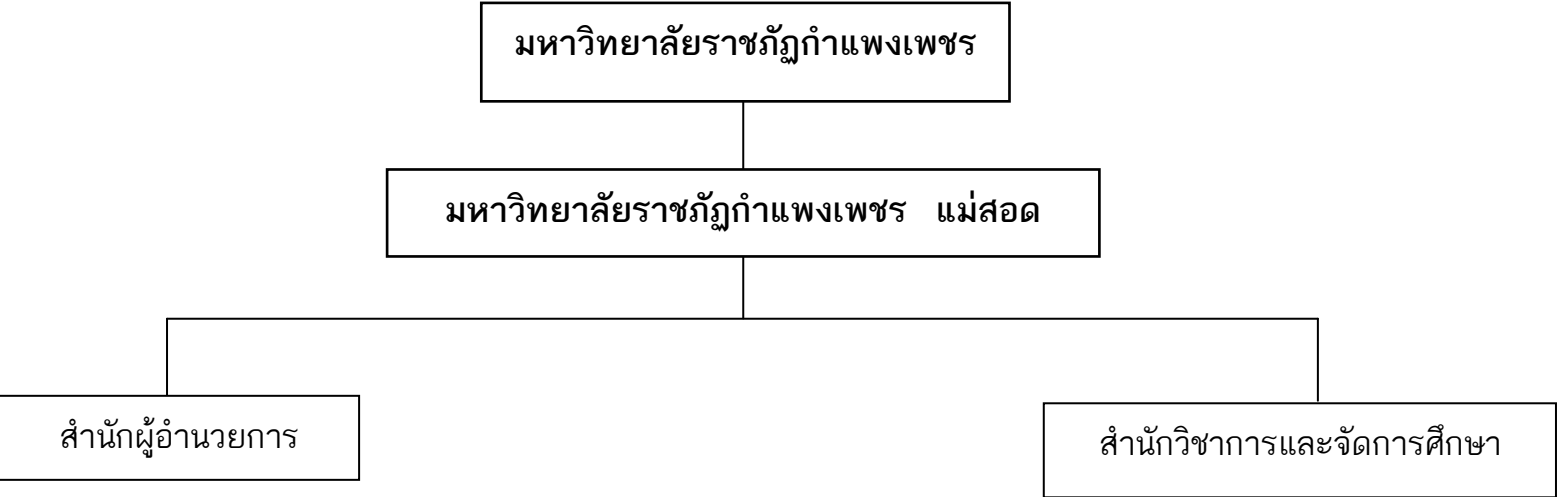 มหาวิทยาลัยราชภัฏกำแพงเพชร
มหาวิทยาลัยราชภัฏกำแพงเพชร แม่สอด
สำนักผู้อำนวยการ
สำนักวิชาการและจัดการศึกษา